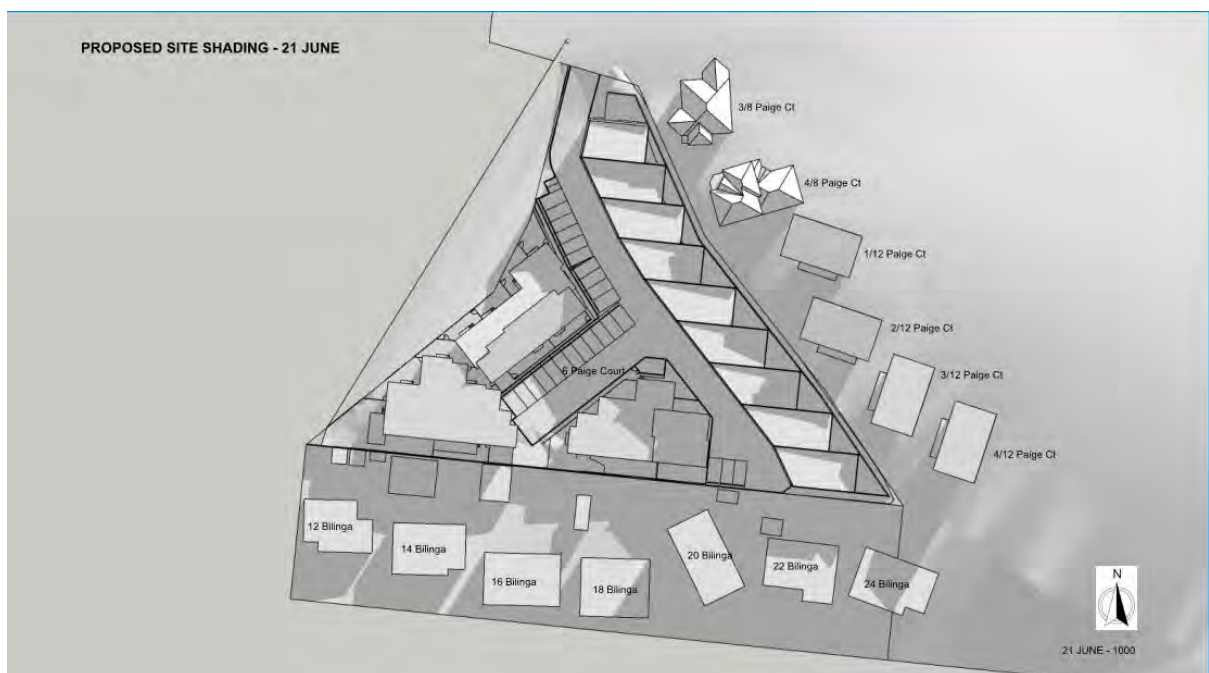 PROPOSED SITE SHADING - 21 JUNE
3/8 Paige Ct
4/8 Paige Ct
1/12 Paige Ct
2/12 Paige Ct
6 Paige Court
3/12 Paige Ct
4/12 Paige Ct
12 Bilinga
14 Bilinga
16 Bilinga
18 Bilinga
20 Bilinga
22 Bilinga
24 Bilinga
N
21 JUNE - 1000